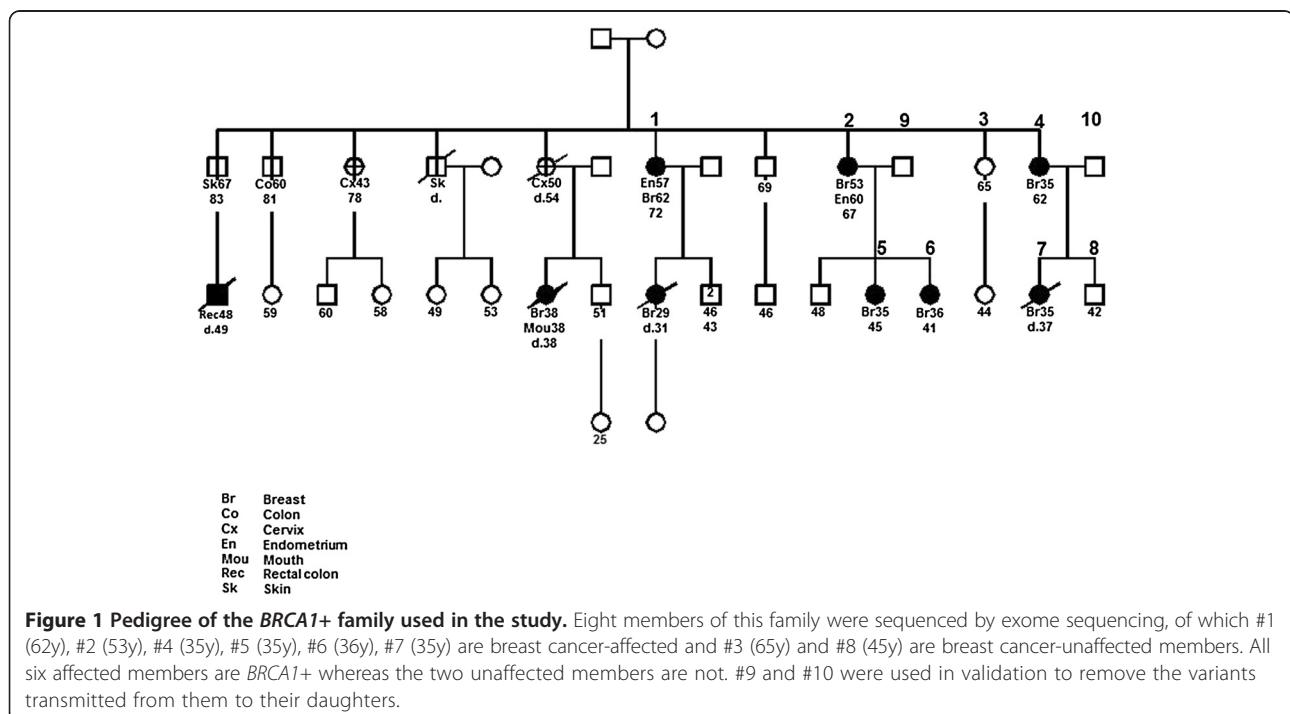 1 2 9 3 4 10
Sk67 Co60 Cx43 Sk Cx50 En57 69 Br53 65 Br35
83 81 78 d. d.54 Br62 En60 62
72 67
5 6 7 8
Rec48 59 60 58 49 53 Br38 51 Br29 2 46 46 48 Br35 Br36 44 Br35 42
d.49 Mou38 d.31 43 45 41 d.37
d.38
25
Br Breast
Co Colon
Cx Cervix
En Endometrium
Mou Mouth
Rec Rectal colon
Sk Skin
Figure 1 Pedigree of the BRCA1+ family used in the study. Eight members of this family were sequenced by exome sequencing, of which #1
(62y), #2 (53y), #4 (35y), #5 (35y), #6 (36y), #7 (35y) are breast cancer-affected and #3 (65y) and #8 (45y) are breast cancer-unaffected members. All
six affected members are BRCA1+ whereas the two unaffected members are not. #9 and #10 were used in validation to remove the variants
transmitted from them to their daughters.